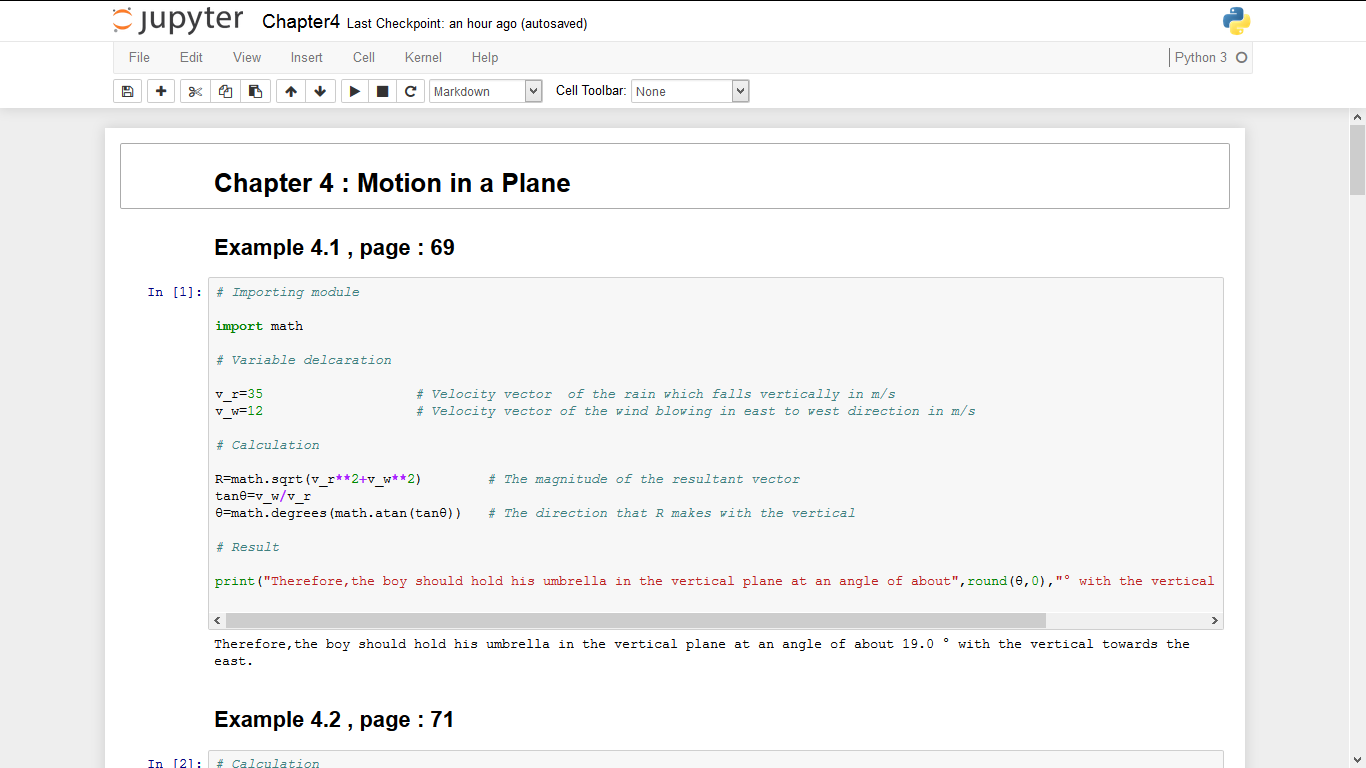 jupyter Chapter4 Last Checkpoint: an hour ago (autosaved)
File Edit View Insert Cell Kernel Help Python 3
Markdown Cell Toolbar: None
Chapter 4 : Motion in a Plane
Example 4.1 , page : 69
In [1]: # Importing module
import math
# Variable delcaration
v_r=35 # Velocity vector  of the rain which falls vertically in m/s
v_w=12 # Velocity vector of the wind blowing in east to west direction in m/s
# Calculation
R=math.sqrt(v_r**2+v_w**2) # The magnitude of the resultant vector
tanθ=v_w/v_r
θ=math.degrees(math.atan(tanθ)) # The direction that R makes with the vertical
# Result
print("Therefore,the boy should hold his umbrella in the vertical plane at an angle of about",round(θ,0),"° with the vertical
Therefore,the boy should hold his umbrella in the vertical plane at an angle of about 19.0 ° with the vertical towards the
east.
Example 4.2 , page : 71
In [2]: # Calculation